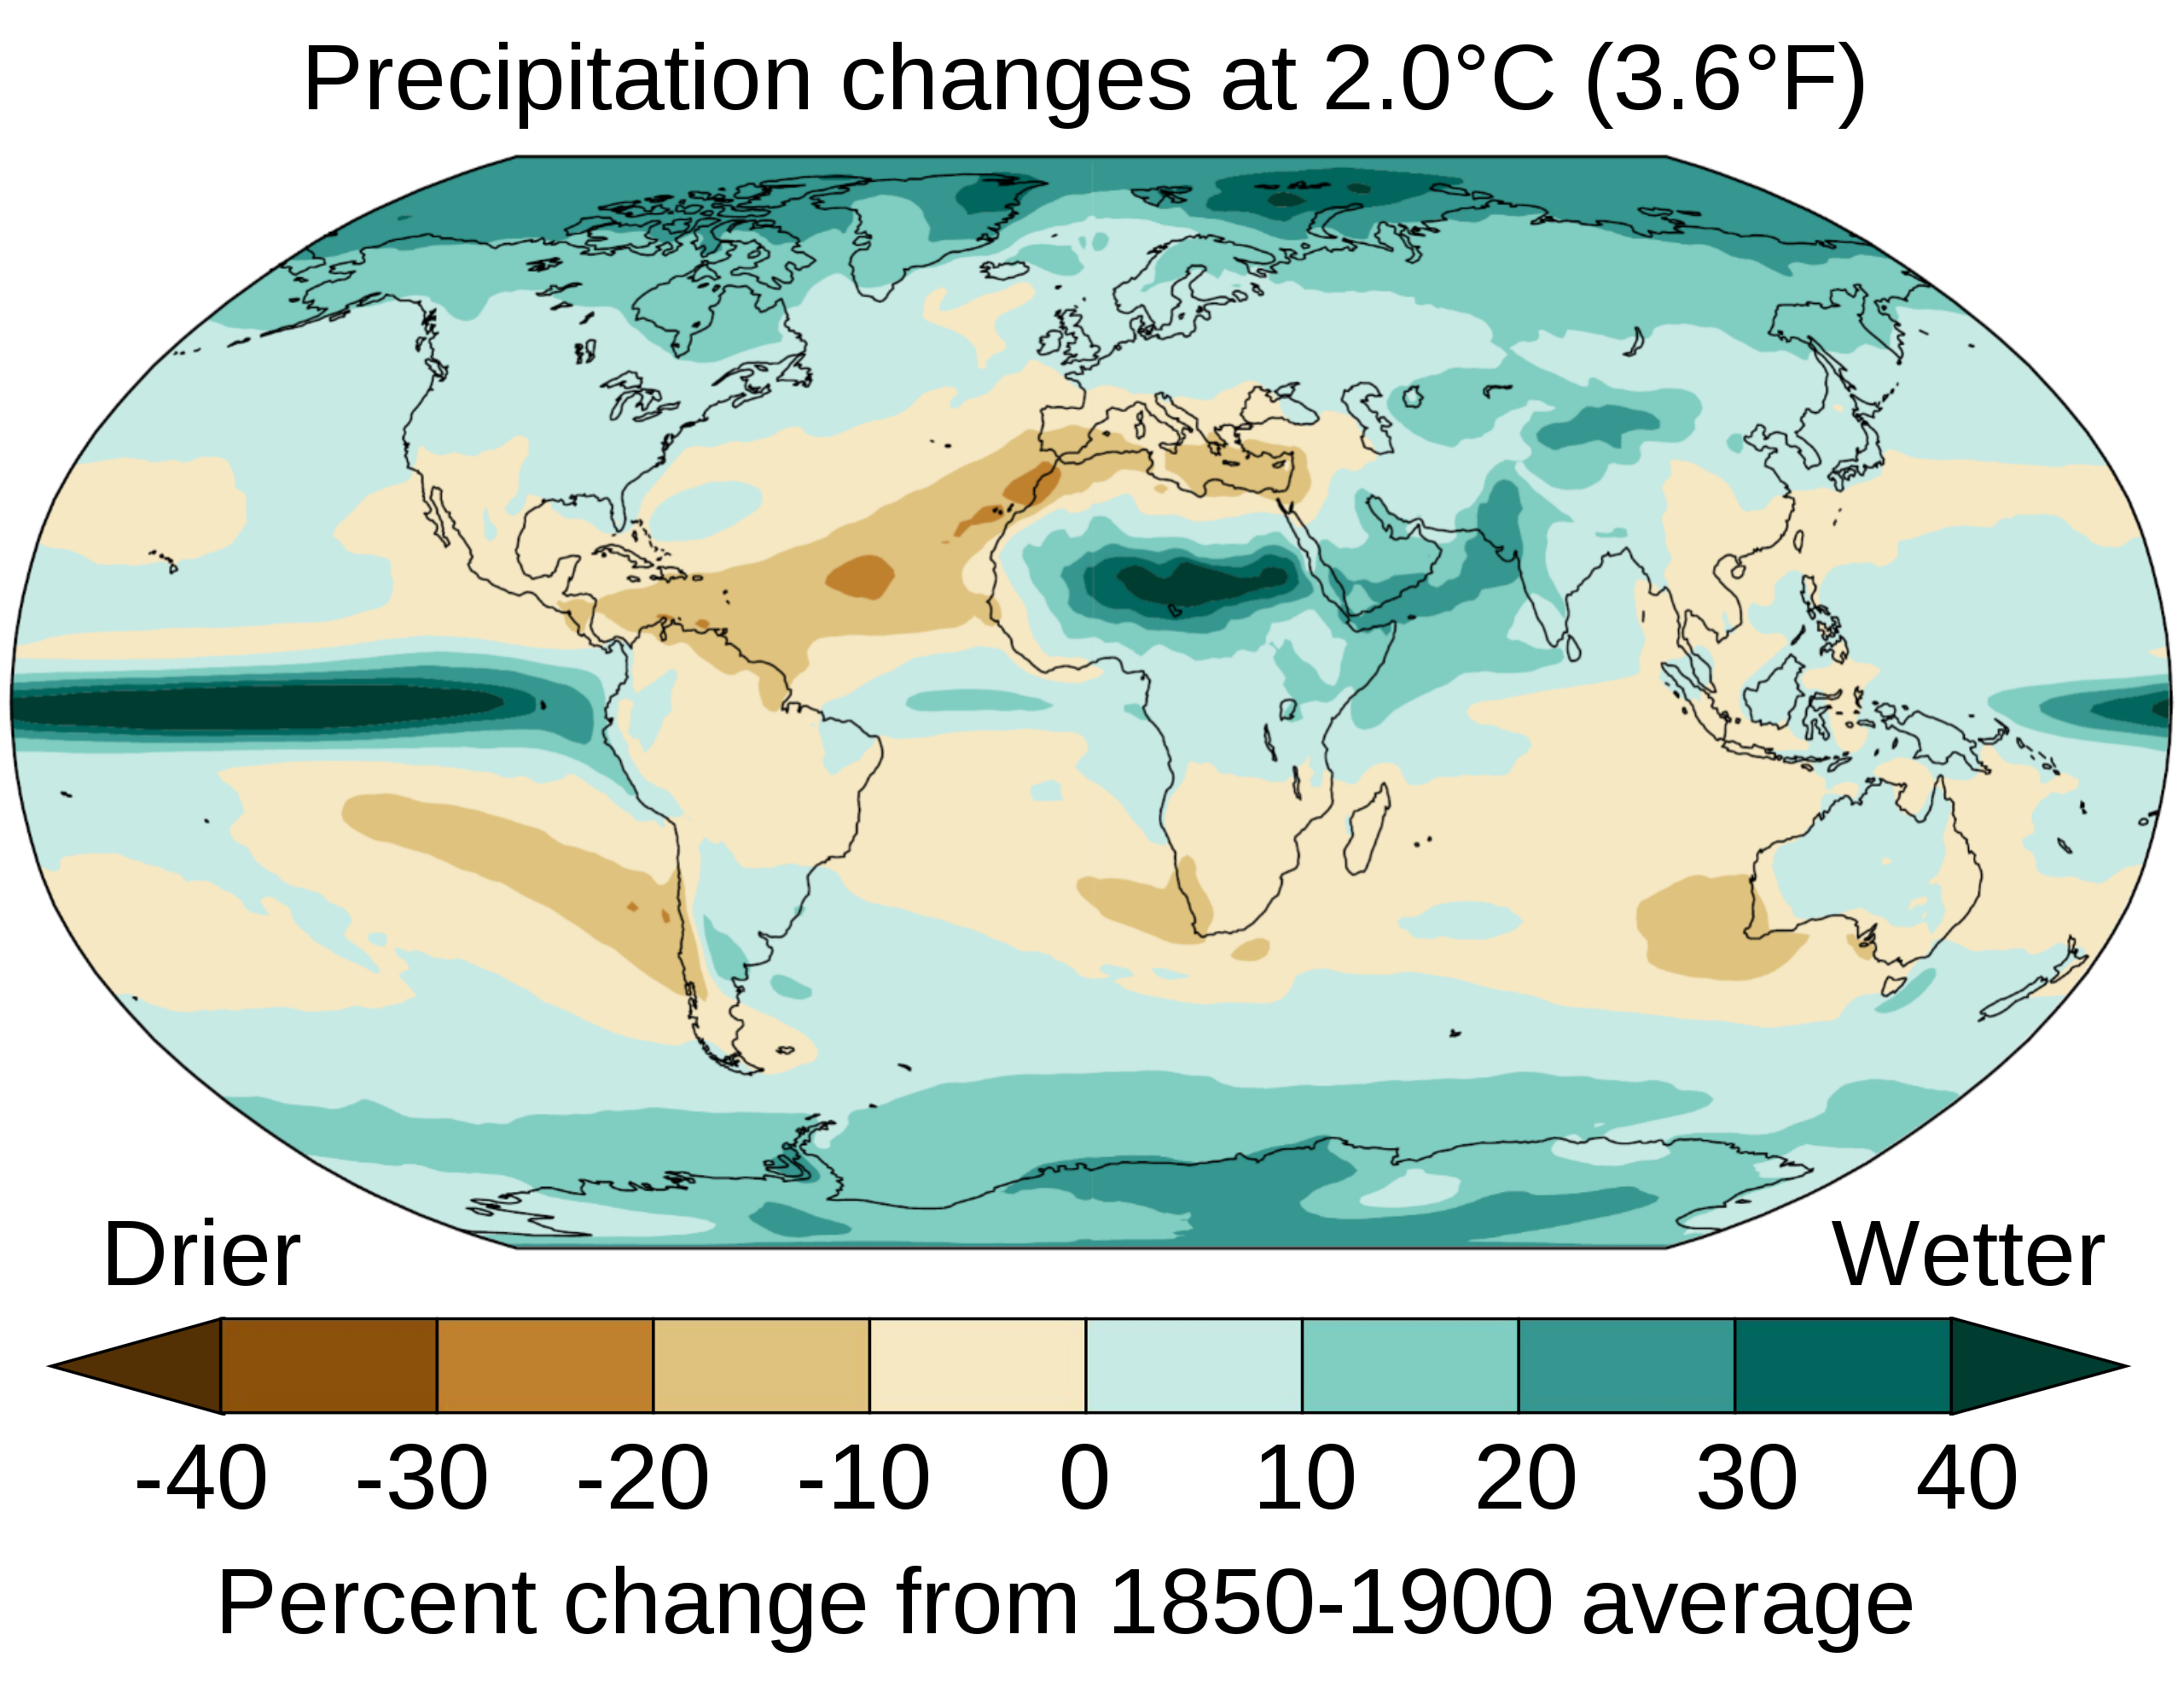 Precipitation changes at 2.0°C (3.6°F)
Drier Wetter
-40 -30 -20 -10 0 10 20 30 40
Percent change from 1850-1900 average